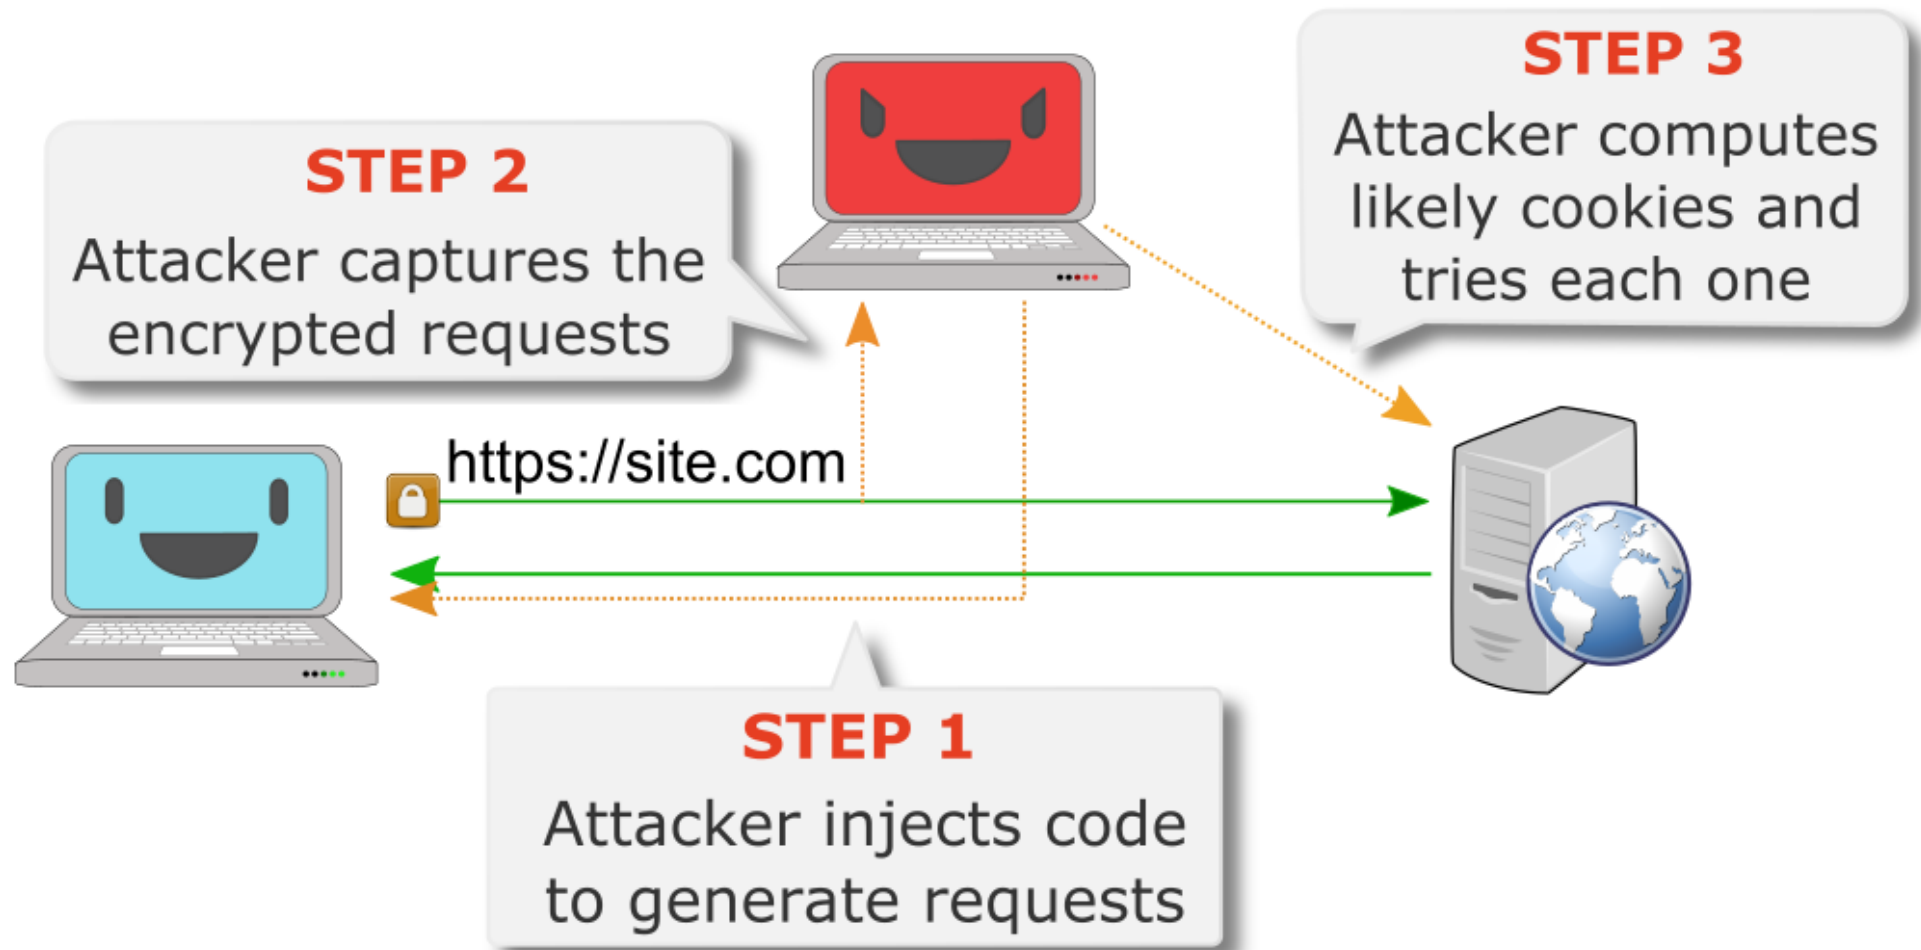 STEP 3
Attacker computes
likely cookies and
tries each one
STEP 2
Attacker captures the
encrypted requests
https://site.com
STEP 1
Attacker injects code
to generate requests